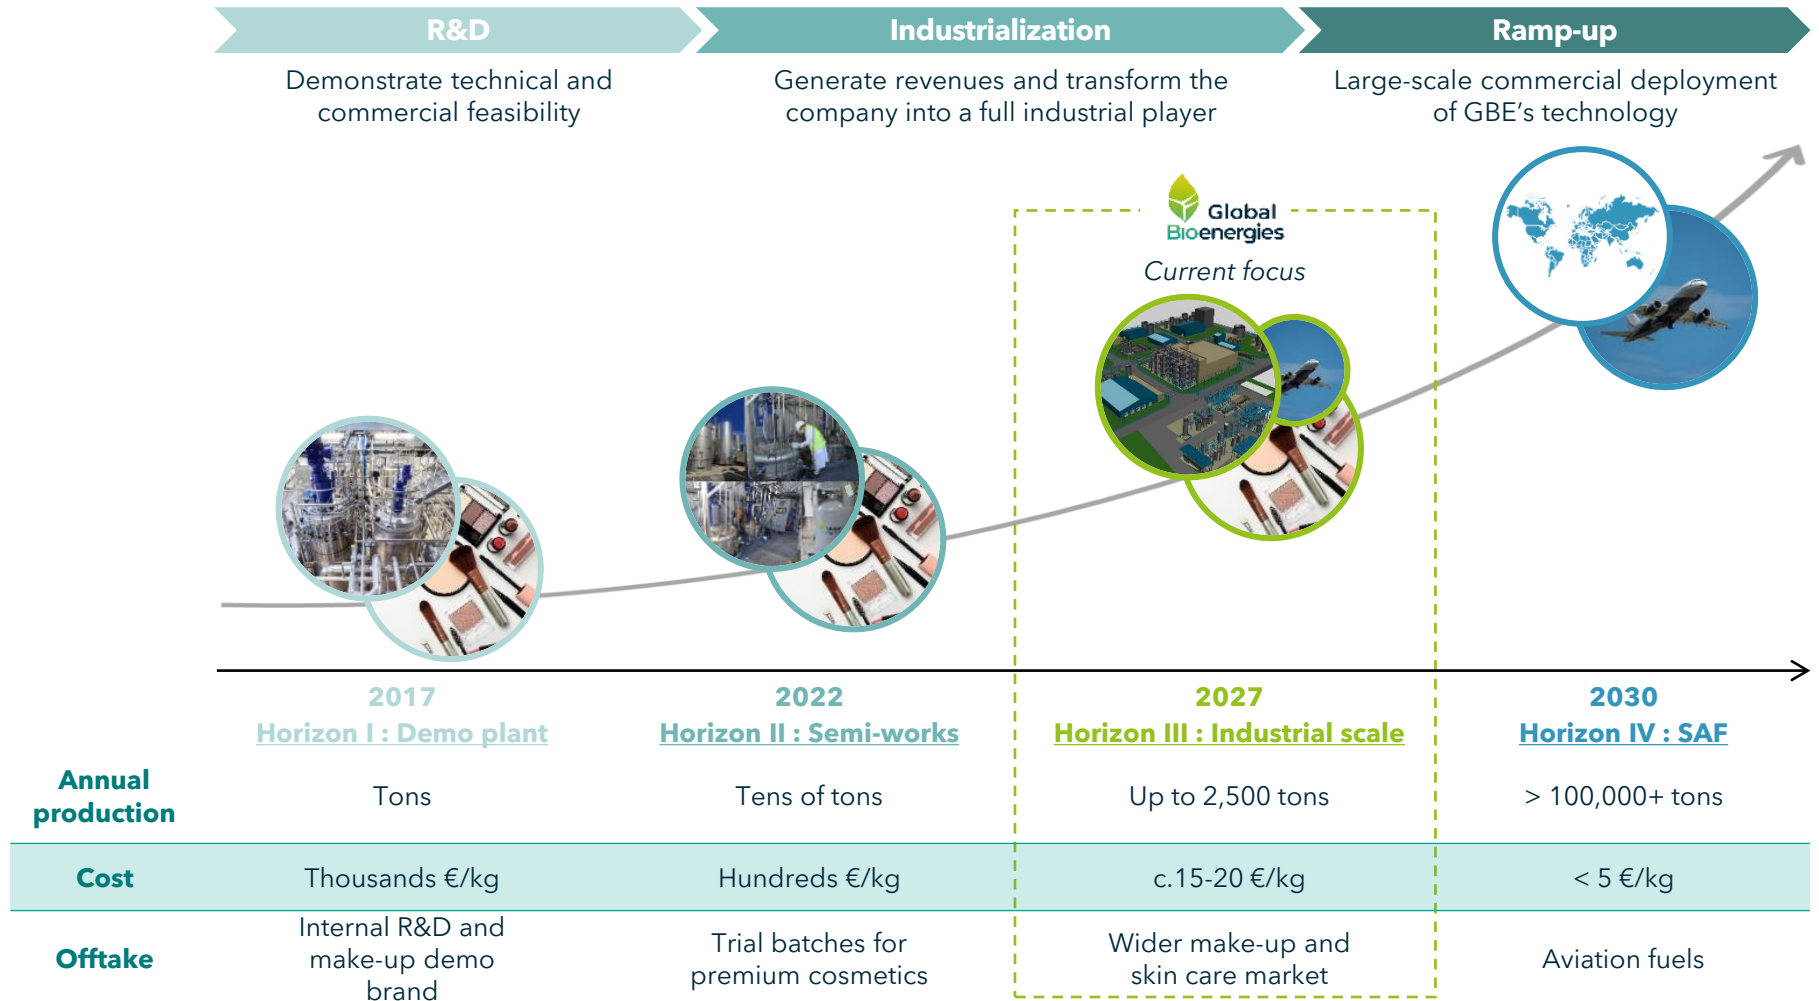 R&D
Industrialization
Ramp-up
Demonstrate technical and
commercial feasibility
Generate revenues and transform the
company into a full industrial player
Large-scale commercial deployment
of GBE's technology
Global
Bioenergies
Current focus
2017
2022
2027
2030
Horizon I : Demo plant
Horizon II : Semi-works
Horizon III : Industrial scale
Horizon IV : SAF
Annual
production
Tons
Tens of tons
Up to 2,500 tons
> 100,000+ tons
Cost
Thousands €/kg
Hundreds €/kg
c.15-20 €/kg
< 5 €/kg
Offtake
Internal R&D and
make-up demo
brand
Trial batches for
premium cosmetics
Wider make-up and
skin care market
Aviation fuels